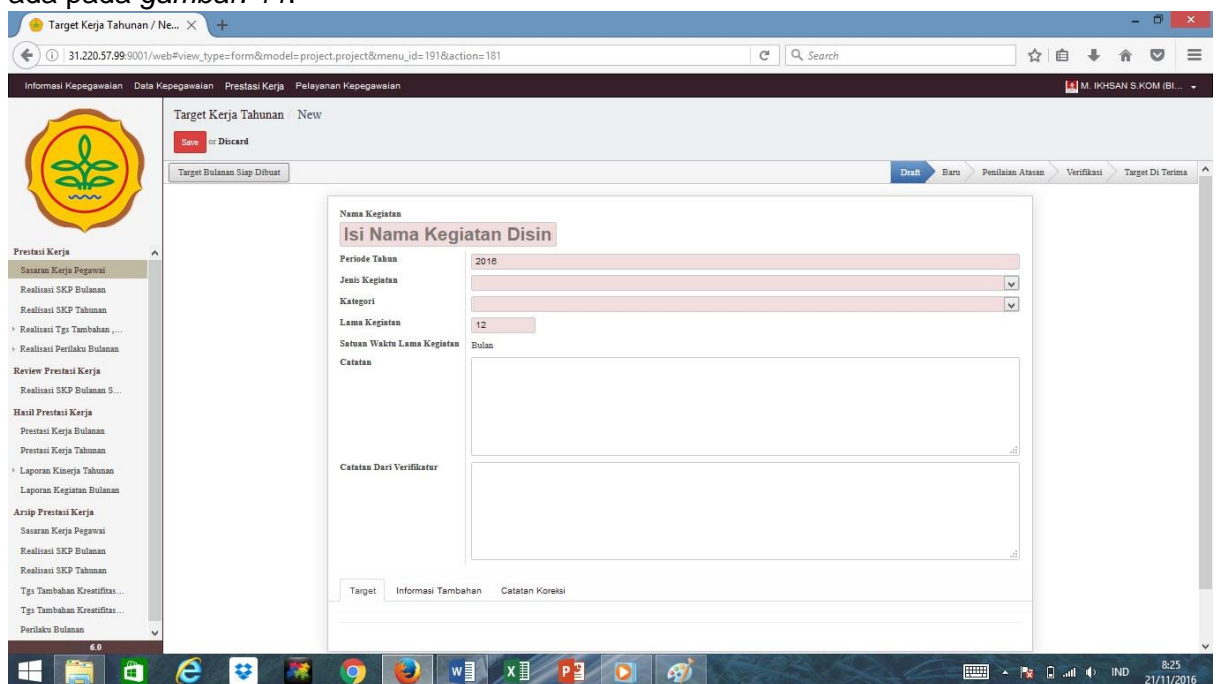 ada pada gambar. 14.
Target Kerja Tahunan / Ne...
31.220.57.99:9001/web#view_type=form&model=project.project&menu_id=191&action=181
Search
Informasi Kepegawaian Data Kepegawaian Prestasi Kerja Pelayanan Kepegawaian M. IKHSAN S.KOM (BI...
Target Kerja Tahunan / New
Save or Discard
Target Bulanan Siap Dibuat Draft Baru Penilaian Atasan Verifikasi Target Di Terima
Nama Kegiatan
Isi Nama Kegiatan Disin
Periode Tahun 2016
Jenis Kegiatan
Kategori
Lama Kegiatan 12
Satuan Waktu Lama Kegiatan Bulan
Catatan
Catatan Dari Verifikatur
Target Informasi Tambahan Catatan Koreksi
Prestasi Kerja
Sasaran Kerja Pegawai
Realisasi SKP Bulanan
Realisasi SKP Tahunan
Realisasi Tgs Tambahan ,...
Realisasi Perilaku Bulanan
Review Prestasi Kerja
Realisasi SKP Bulanan S...
Hasil Prestasi Kerja
Prestasi Kerja Bulanan
Prestasi Kerja Tahunan
Laporan Kinerja Tahunan
Laporan Kegiatan Bulanan
Arsip Prestasi Kerja
Sasaran Kerja Pegawai
Realisasi SKP Bulanan
Realisasi SKP Tahunan
Tgs Tambahan Kreatifitas...
Tgs Tambahan Kreatifitas...
Perilaku Bulanan
6.0
IND 8:25
21/11/2016